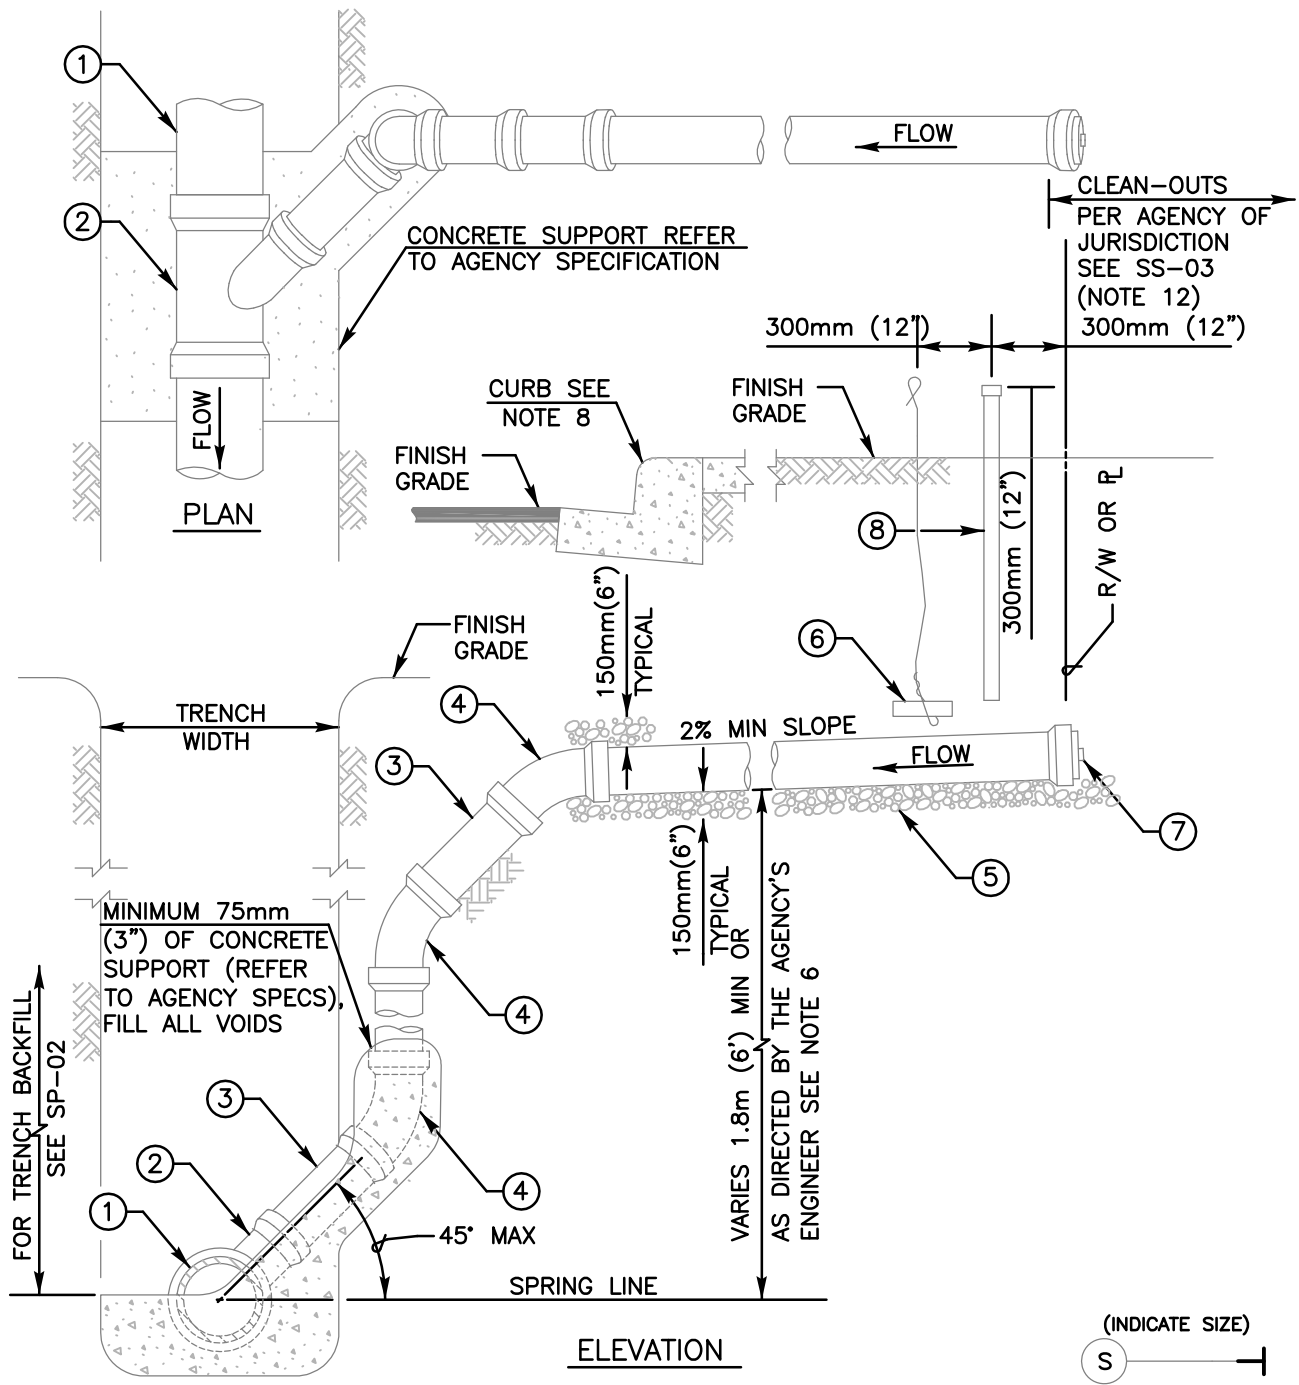 1
2
FLOW
CLEAN-OUTS
PER AGENCY OF
JURISDICTION
SEE SS-03
(NOTE 12)
CONCRETE SUPPORT REFER
TO AGENCY SPECIFICATION
300mm (12")
300mm (12")
FLOW
PLAN
CURB SEE
NOTE 8
FINISH
GRADE
FINISH
GRADE
8
300mm (12")
R/W OR PL
FINISH
GRADE
150mm(6")
TYPICAL
6
TRENCH
WIDTH
4
3
2% MIN SLOPE
FLOW
7
5
150mm(6")
TYPICAL
MINIMUM 75mm
(3") OF CONCRETE
SUPPORT (REFER
TO AGENCY SPECS),
FILL ALL VOIDS
4
VARIES 1.8m (6') MIN OR
AS DIRECTED BY THE AGENCY'S
ENGINEER SEE NOTE 6
FOR TRENCH BACKFILL
SEE SP-02
3
2
1
4
45° MAX
SPRING LINE
ELEVATION
(INDICATE SIZE)
S